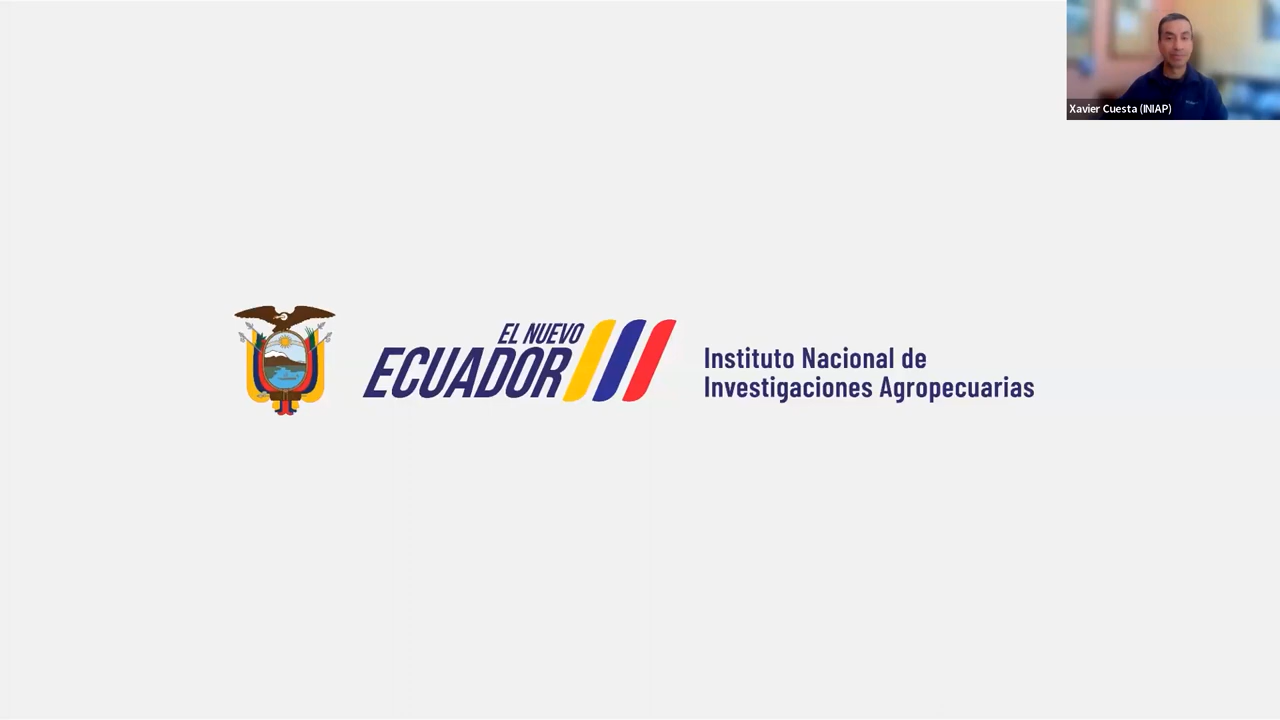 Xavier Cuesta (INIAP)
EL NUEVO
ECUADOR
Instituto Nacional de
Investigaciones Agropecuarias